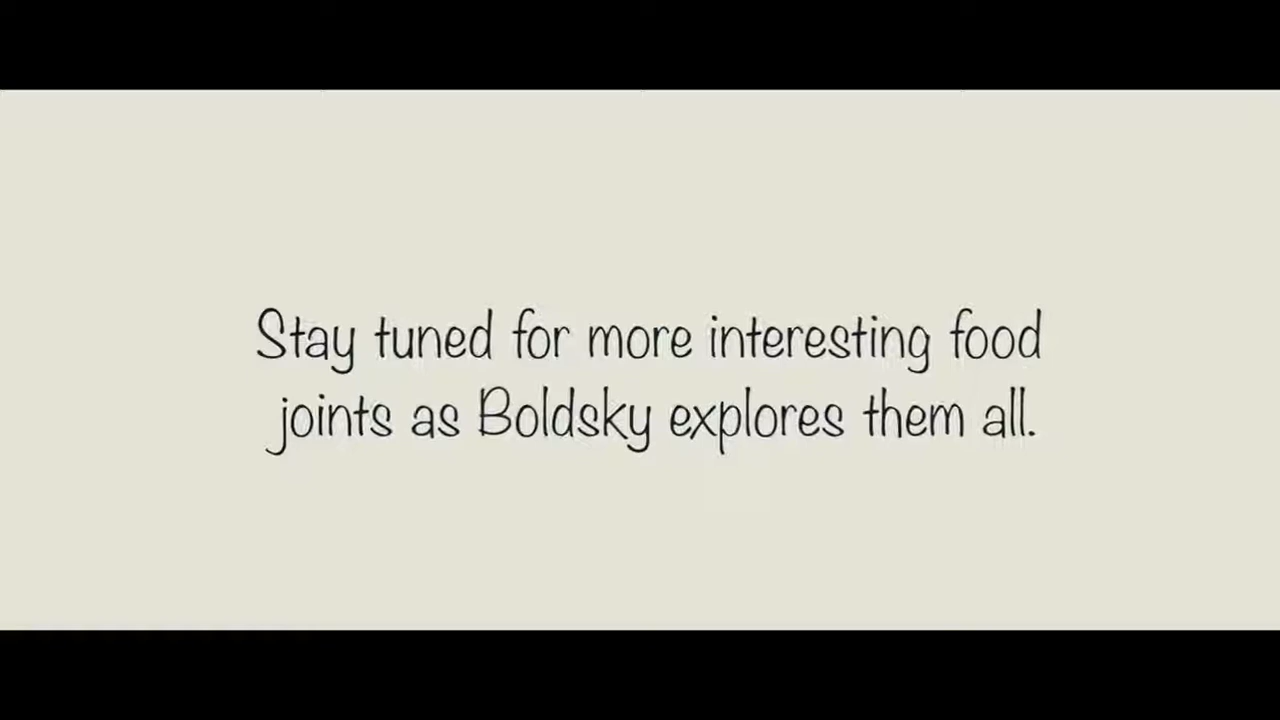 Stay tuned for more interesting food
joints as Boldsky explores them all.